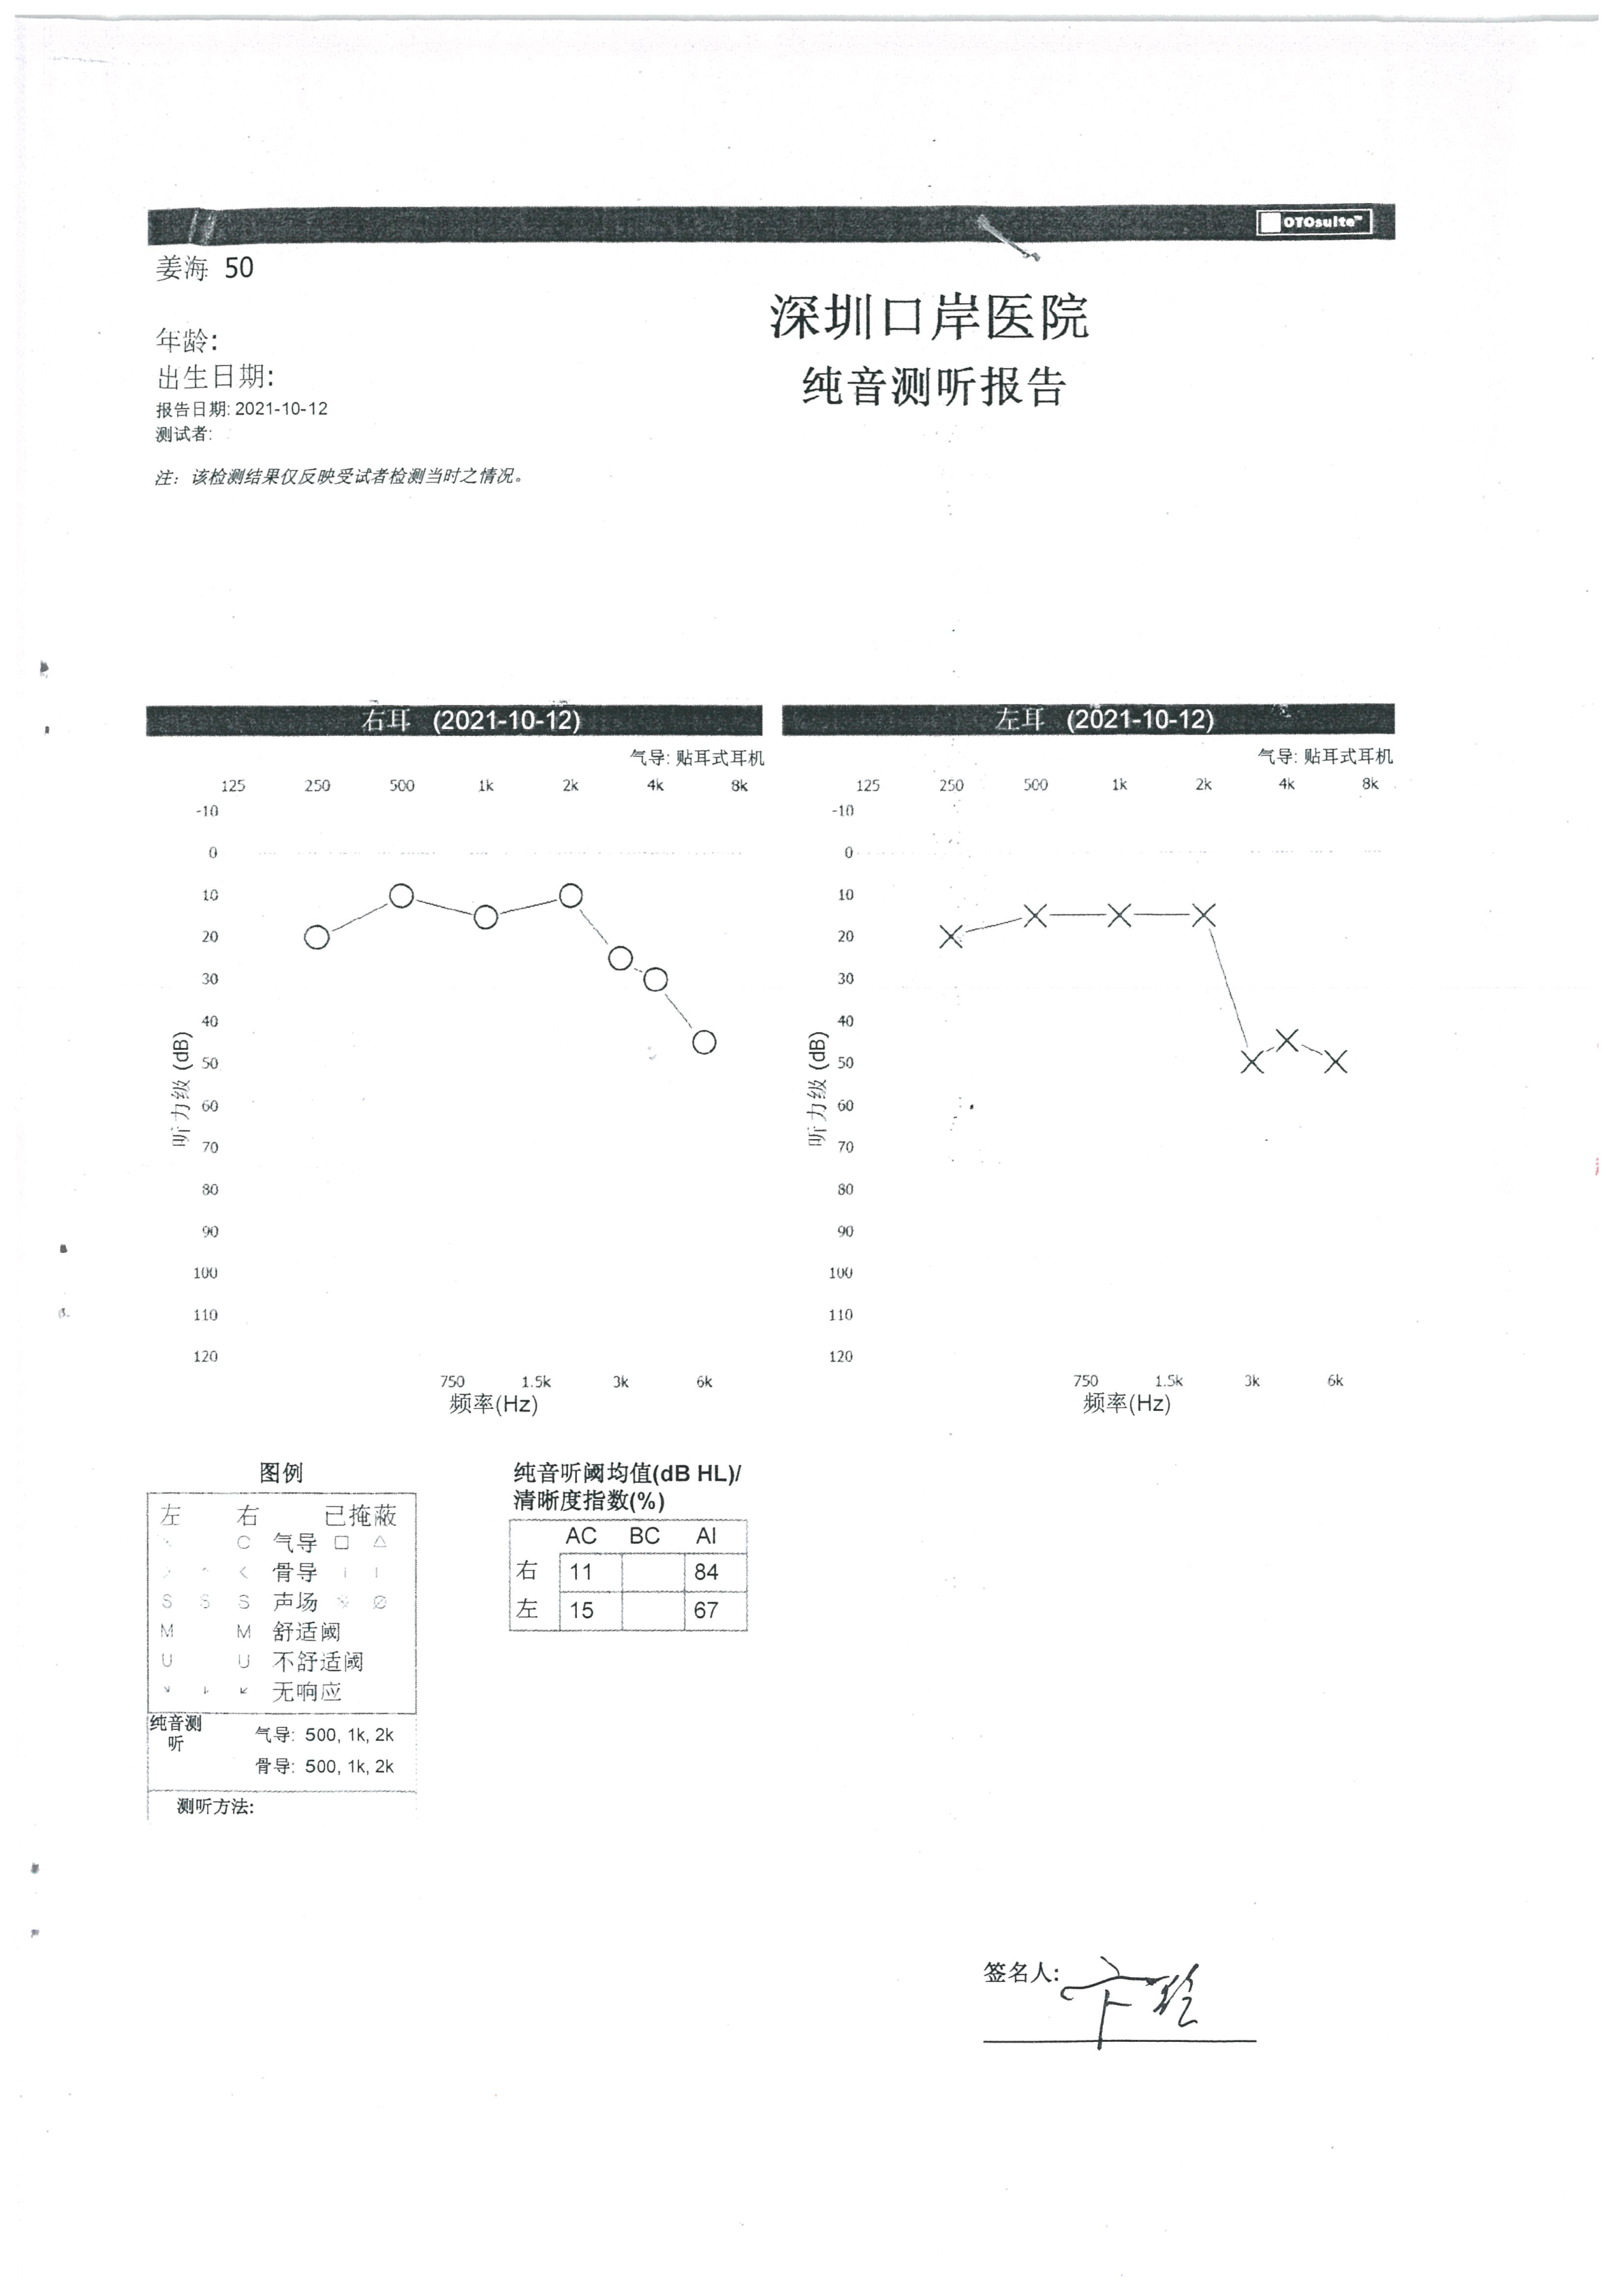 OTOsuite™
姜海 50
深圳口岸医院
年龄:
纯音测听报告
出生日期:
报告日期: 2021-10-12
测试者:
注：该检测结果仅反映受试者检测当时之情况。
右耳 (2021-10-12)
气导: 贴耳式耳机
125 250 500 1k 2k 4k 8k
-10
0
10
20
30
40
50
60
70
80
90
100
110
120
听力级 (dB)
750 1.5k 3k 6k
频率(Hz)
左耳 (2021-10-12)
气导: 贴耳式耳机
125 250 500 1k 2k 4k 8k
-10
0
10
20
30
40
50
60
70
80
90
100
110
120
听力级 (dB)
750 1.5k 3k 6k
频率(Hz)
图例
左 右 已掩蔽
气导
骨导
S S S 声场
M M 舒适阈
U U 不舒适阈
无响应
纯音测
听
气导: 500, 1k, 2k
骨导: 500, 1k, 2k
测听方法:
纯音听阈均值(dB HL)/
清晰度指数(%)
AC BC AI
右 11 84
左 15 67
签名人: